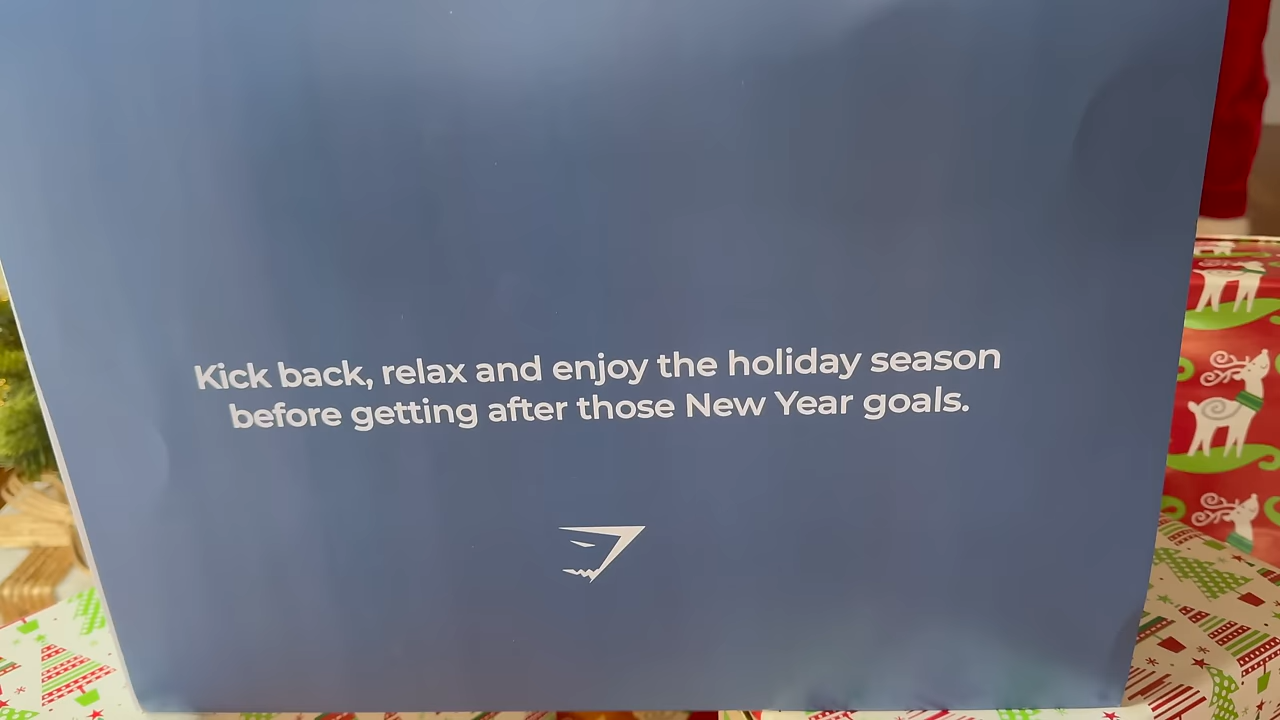 Kick back, relax and enjoy the holiday season
before getting after those New Year goals.